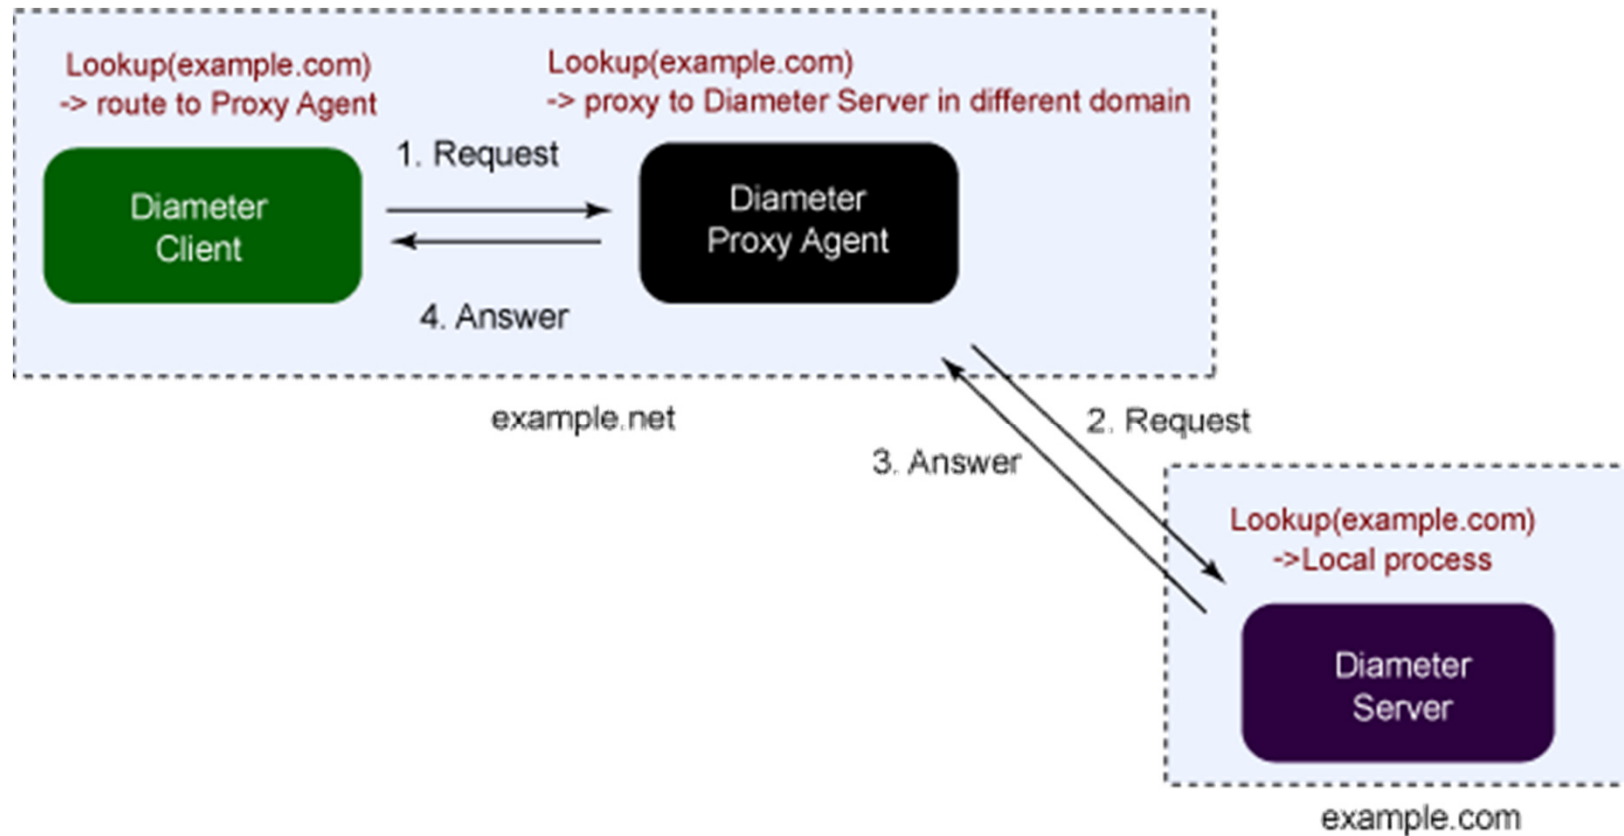 Lookup(example.com)
-> route to Proxy Agent
Lookup(example.com)
-> proxy to Diameter Server in different domain
1. Request
Diameter
Client
Diameter
Proxy Agent
4. Answer
example.net
2. Request
3. Answer
Lookup(example.com)
->Local process
Diameter
Server
example.com